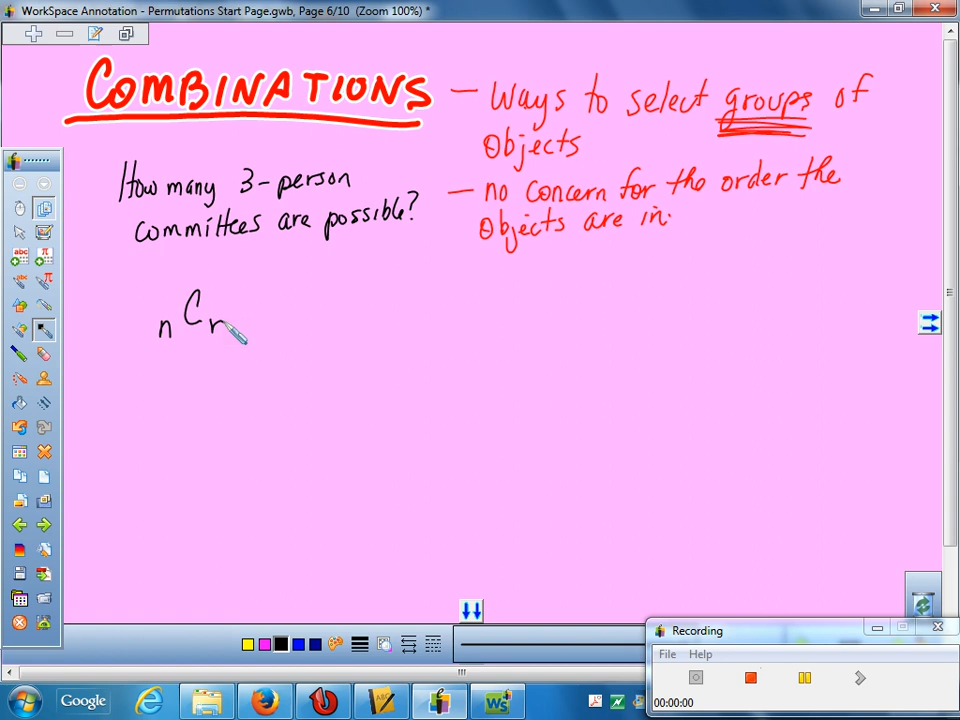 WorkSpace Annotation - Permutations Start Page.gwb, Page 6/10 (Zoom 100%) *
COMBINATIONS
- Ways to select groups of
objects
How many 3-person
committees are possible?
- no concern for the order the
objects are in.
n C r
Recording
File Help
00:00:00
Google